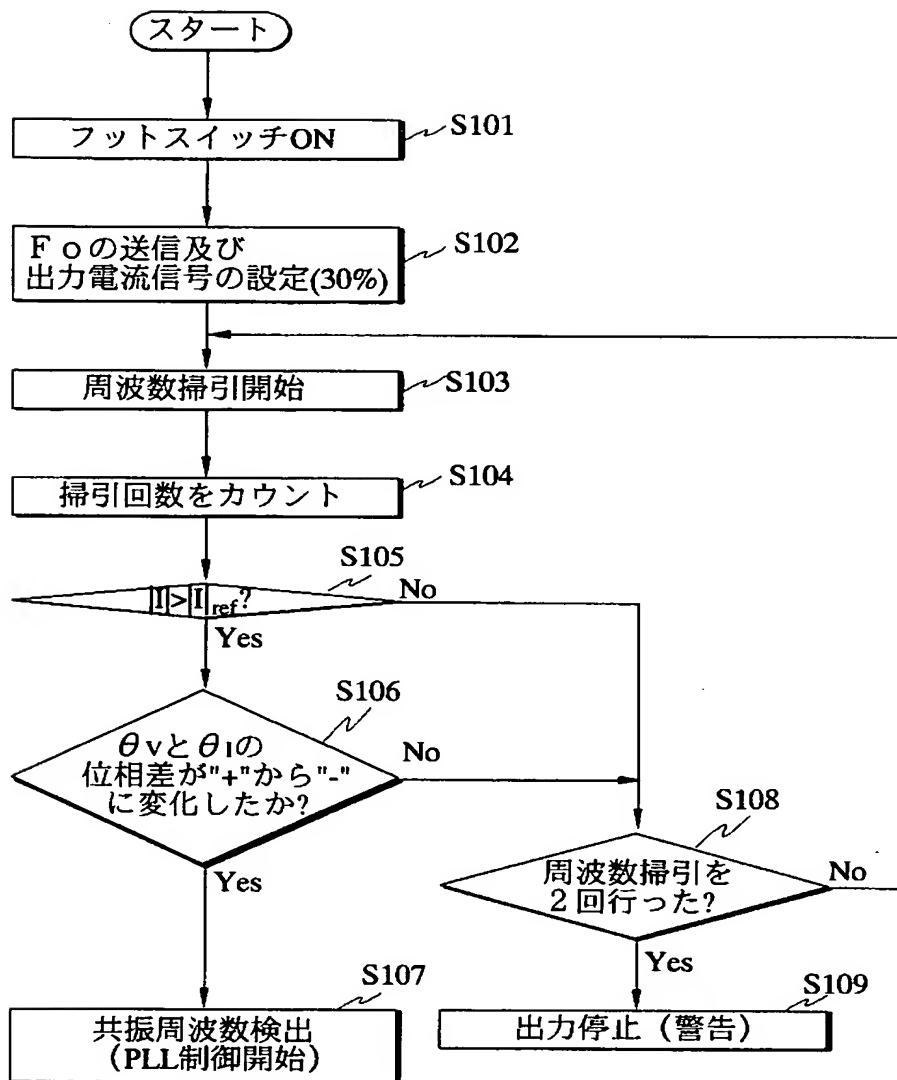 スタート
フットスイッチON
S101
Ｆｏの送信及び
出力電流信号の設定(30%)
S102
周波数掃引開始
S103
掃引回数をカウント
S104
|I|>|I|ref?
S105
No
Yes
θvとθIの
位相差が"+"から"-"
に変化したか?
S106
No
Yes
周波数掃引を
２回行った?
S108
No
Yes
共振周波数検出
（PLL制御開始）
S107
出力停止（警告）
S109